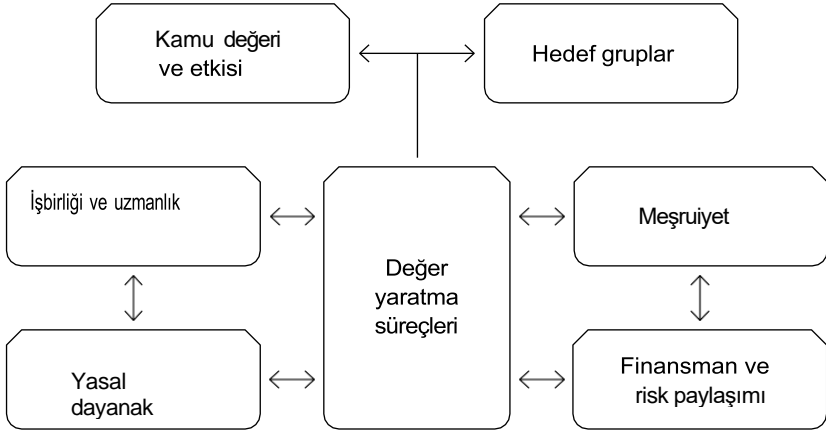 Kamu değeri
ve etkisi
Hedef gruplar
İşbirliği ve uzmanlık
Meşruiyet
Değer
yaratma
süreçleri
Yasal
dayanak
Finansman ve
risk paylaşımı